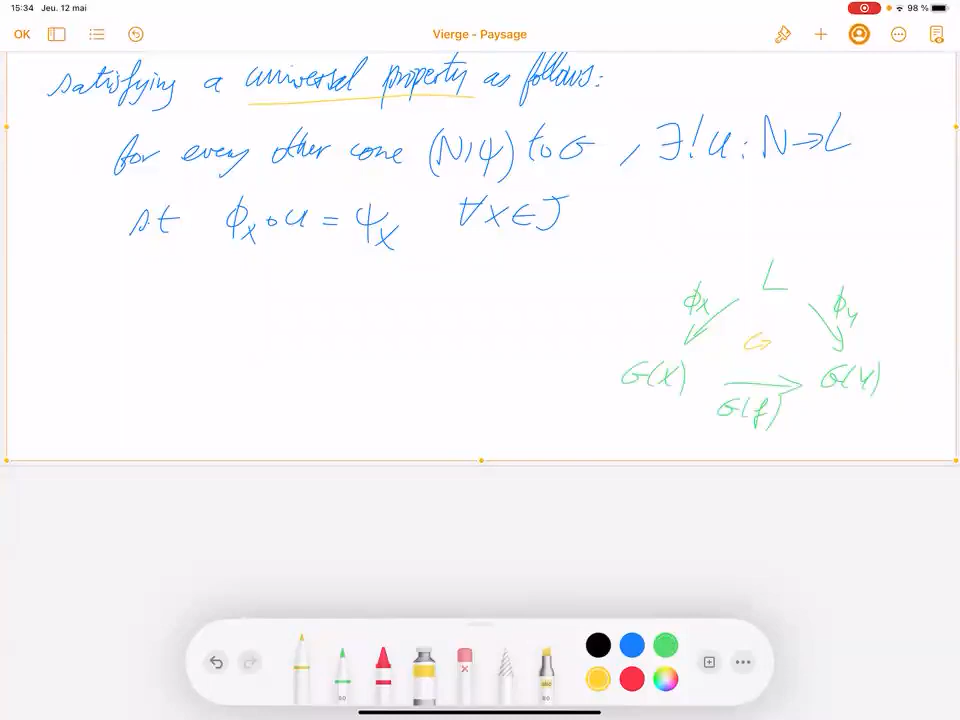 15:34 Jeu. 12 mai 98 %
OK Vierge - Paysage
satisfying a universal property as follows:
for every other cone (N, ψ) to G, ∃! u : N → L
st ϕ_X ∘ u = ψ_X ∀ X ∈ J
L
ϕ_X ϕ_Y
G(X) G(Y)
G(f)